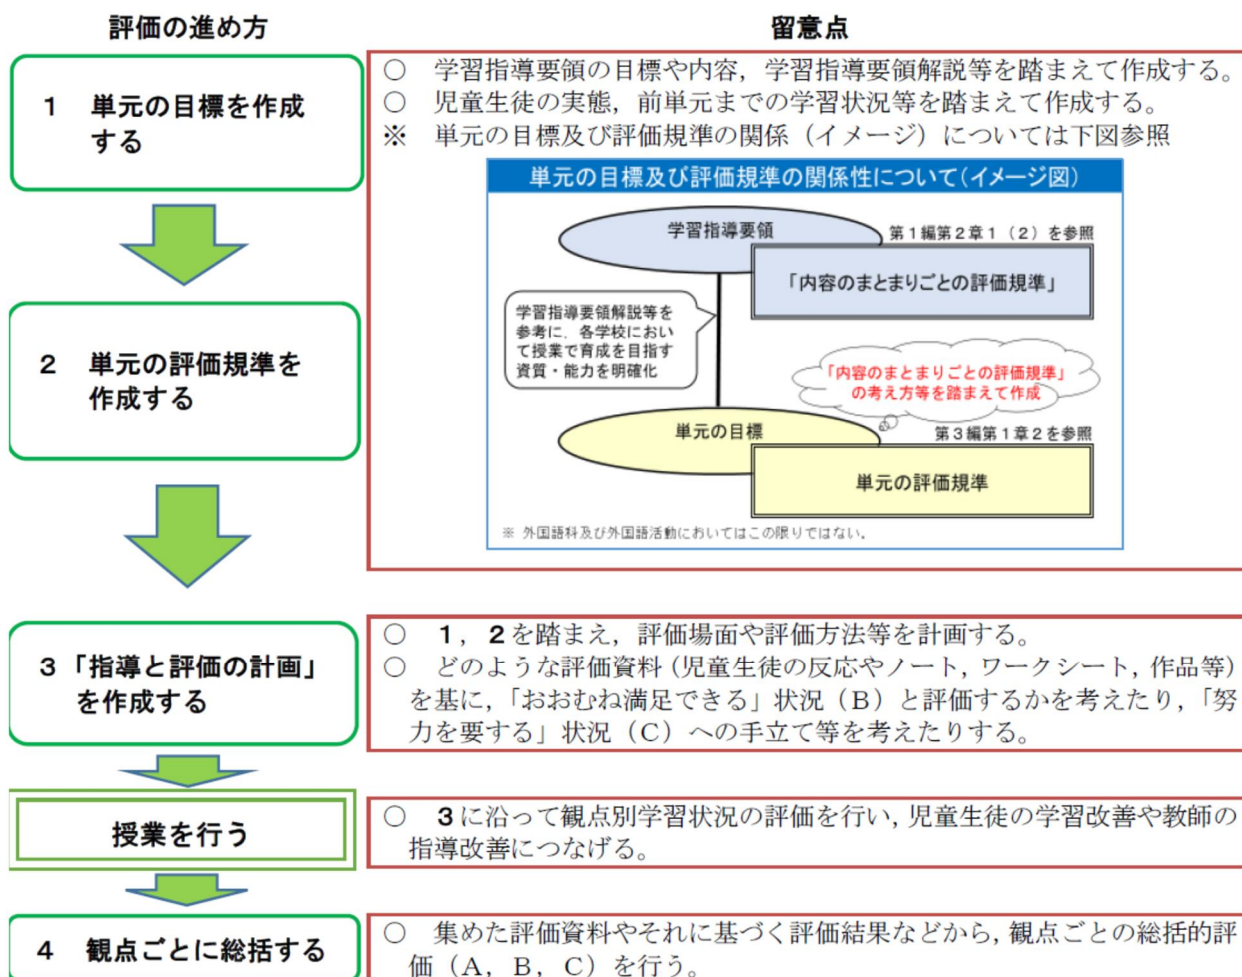 評価の進め方
留意点
１　単元の目標を作成
する
○　学習指導要領の目標や内容，学習指導要領解説等を踏まえて作成する。
○　児童生徒の実態，前単元までの学習状況等を踏まえて作成する。
※　単元の目標及び評価規準の関係（イメージ）については下図参照
単元の目標及び評価規準の関係性について（イメージ図）
学習指導要領
第１編第２章１（２）を参照
「内容のまとまりごとの評価規準」
学習指導要領解説等を
参考に，各学校におい
て授業で育成を目指す
資質・能力を明確化
「内容のまとまりごとの評価規準」
の考え方等を踏まえて作成
単元の目標
第３編第１章２を参照
単元の評価規準
※ 外国語科及び外国語活動においてはこの限りではない。
２　単元の評価規準を
作成する
３「指導と評価の計画」
を作成する
○　１，２を踏まえ，評価場面や評価方法等を計画する。
○　どのような評価資料（児童生徒の反応やノート，ワークシート，作品等）
を基に，「おおむね満足できる」状況（Ｂ）と評価するかを考えたり，「努
力を要する」状況（Ｃ）への手立て等を考えたりする。
授業を行う
○　３に沿って観点別学習状況の評価を行い，児童生徒の学習改善や教師の
指導改善につなげる。
４　観点ごとに総括する
○　集めた評価資料やそれに基づく評価結果などから，観点ごとの総括的評
価（Ａ，Ｂ，Ｃ）を行う。